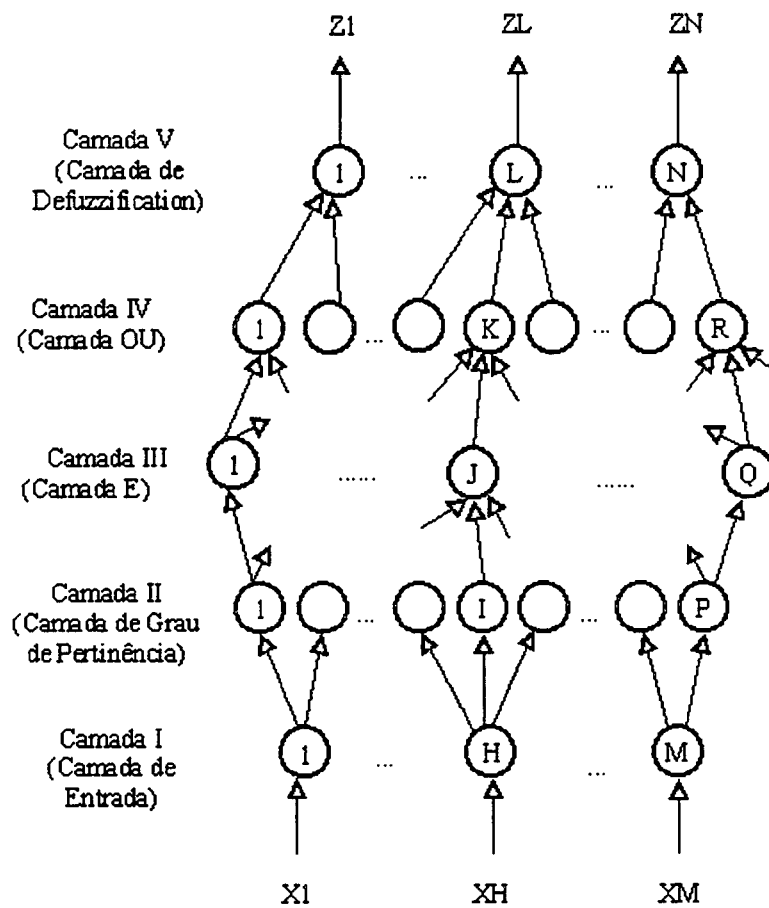 Z1 ZL ZN
Camada V
(Camada de
Defuzzification)
1 ... L ... N
Camada IV
(Camada OU)
1 ... K ... R
Camada III
(Camada E)
1 ...... J ...... Q
Camada II
(Camada de Grau
de Pertinência)
1 ... I ... P
Camada I
(Camada de
Entrada)
1 ... H ... M
X1 XH XM